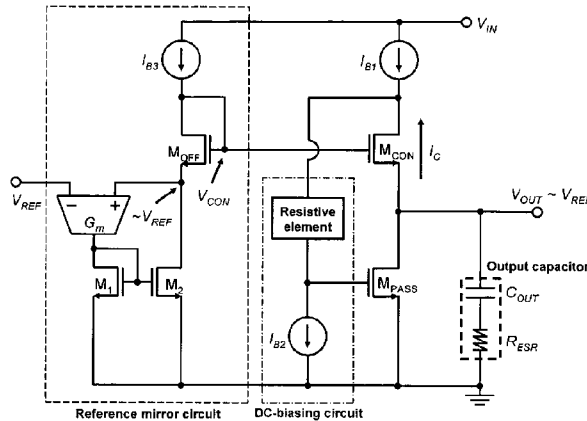 V_IN
I_B3
I_B1
M_OFF
M_CON
I_C
V_REF
− +
G_m
~V_REF
V_CON
V_OUT ~ V_REF
Resistive
element
Output capacitor
M_1
M_2
M_PASS
C_OUT
I_B2
R_ESR
Reference mirror circuit
DC-biasing circuit